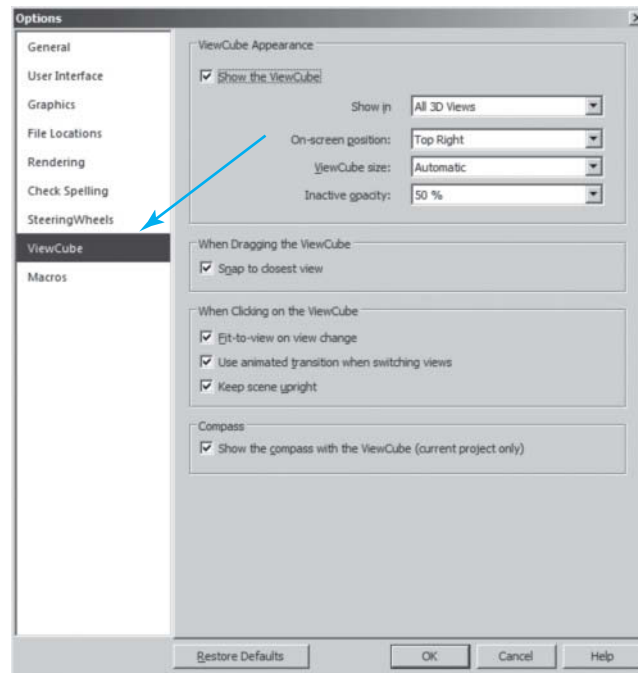 Options
General
User Interface
Graphics
File Locations
Rendering
Check Spelling
SteeringWheels
ViewCube
Macros
ViewCube Appearance
Show the ViewCube
Show in All 3D Views
On-screen position: Top Right
ViewCube size: Automatic
Inactive opacity: 50 %
When Dragging the ViewCube
Snap to closest view
When Clicking on the ViewCube
Fit-to-view on view change
Use animated transition when switching views
Keep scene upright
Compass
Show the compass with the ViewCube (current project only)
Restore Defaults OK Cancel Help